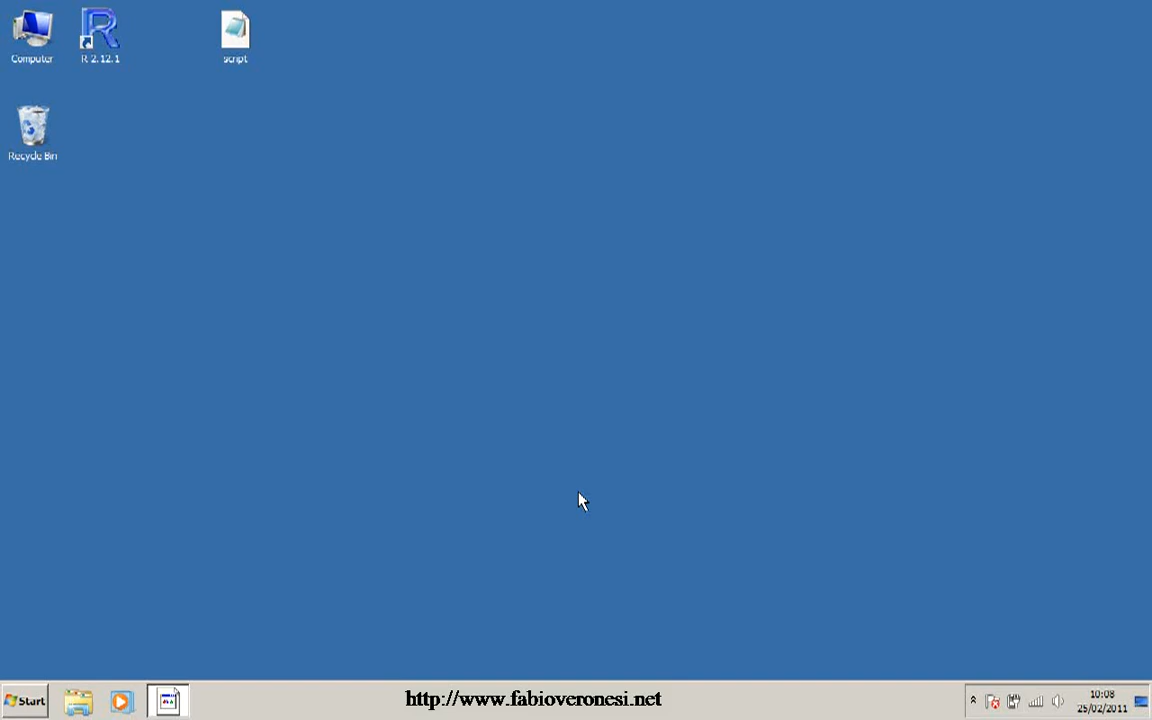 Computer
R 2.12.1
script
Recycle Bin
Start
http://www.fabioveronesi.net
10:08
25/02/2011